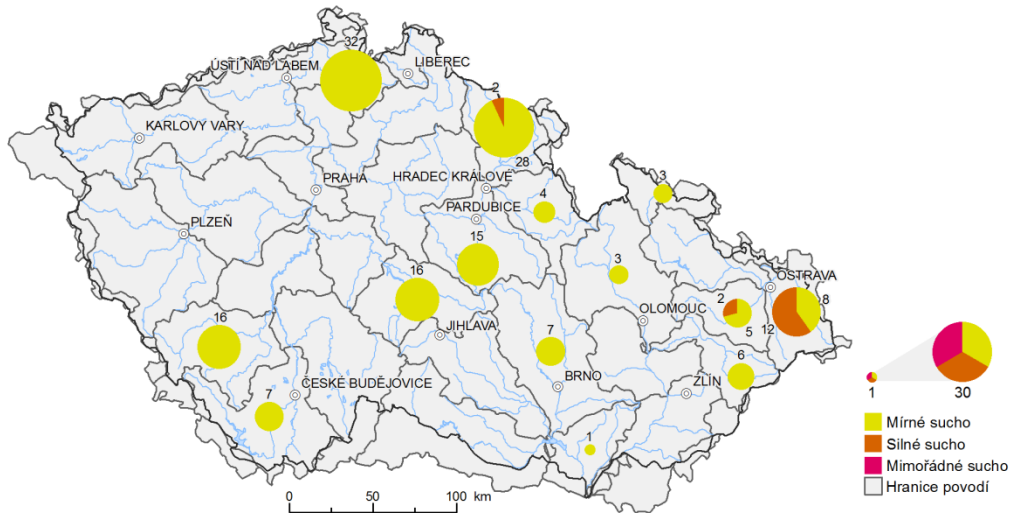 32
ÚSTÍ NAD LABEM
LIBEREC
2
KARLOVY VARY
28
HRADEC KRÁLOVÉ
3
PRAHA
4
PARDUBICE
PLZEŇ
15
3
OSTRAVA
16
2
8
OLOMOUC
5
12
16
JIHLAVA
7
6
ZLÍN
BRNO
ČESKÉ BUDĚJOVICE
7
1
1
30
Mírné sucho
Silné sucho
Mimořádné sucho
Hranice povodí
0 50 100 km